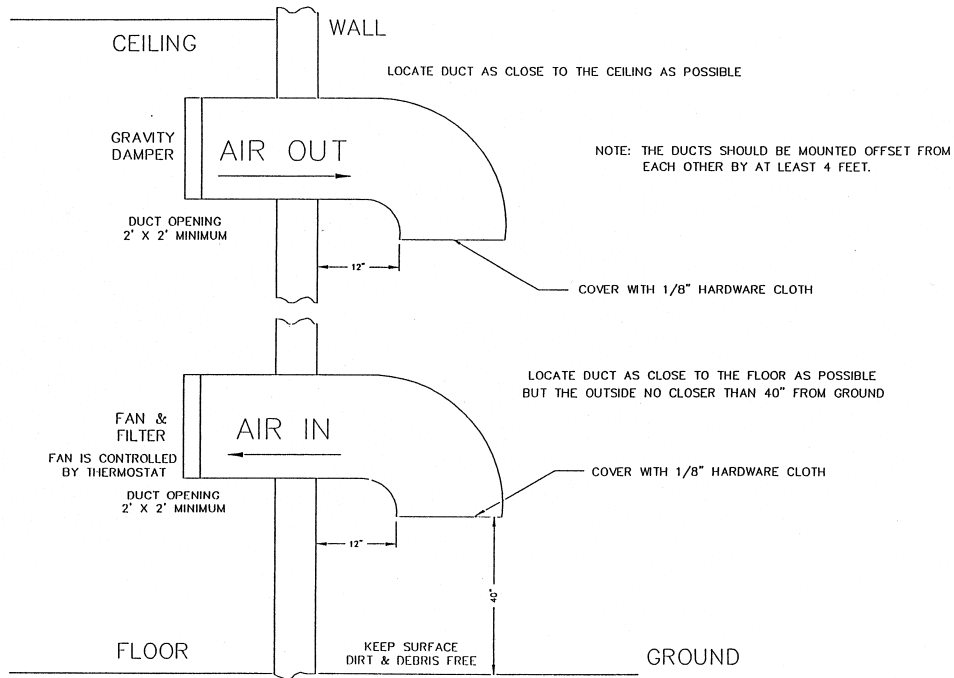 WALL
CEILING
LOCATE DUCT AS CLOSE TO THE CEILING AS POSSIBLE
GRAVITY
DAMPER
AIR OUT
NOTE: THE DUCTS SHOULD BE MOUNTED OFFSET FROM
EACH OTHER BY AT LEAST 4 FEET.
DUCT OPENING
2' X 2' MINIMUM
12"
COVER WITH 1/8" HARDWARE CLOTH
LOCATE DUCT AS CLOSE TO THE FLOOR AS POSSIBLE
BUT THE OUTSIDE NO CLOSER THAN 40" FROM GROUND
FAN &
FILTER
AIR IN
FAN IS CONTROLLED
BY THERMOSTAT
COVER WITH 1/8" HARDWARE CLOTH
DUCT OPENING
2' X 2' MINIMUM
12"
40"
FLOOR
KEEP SURFACE
DIRT & DEBRIS FREE
GROUND